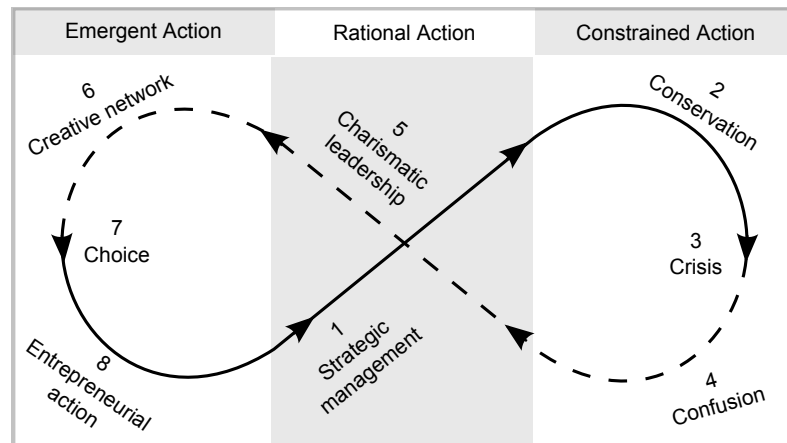 Emergent Action
Rational Action
Constrained Action
6
Creative network
5
Charismatic
leadership
2
Conservation
7
Choice
3
Crisis
8
Entrepreneurial
action
1
Strategic
management
4
Confusion